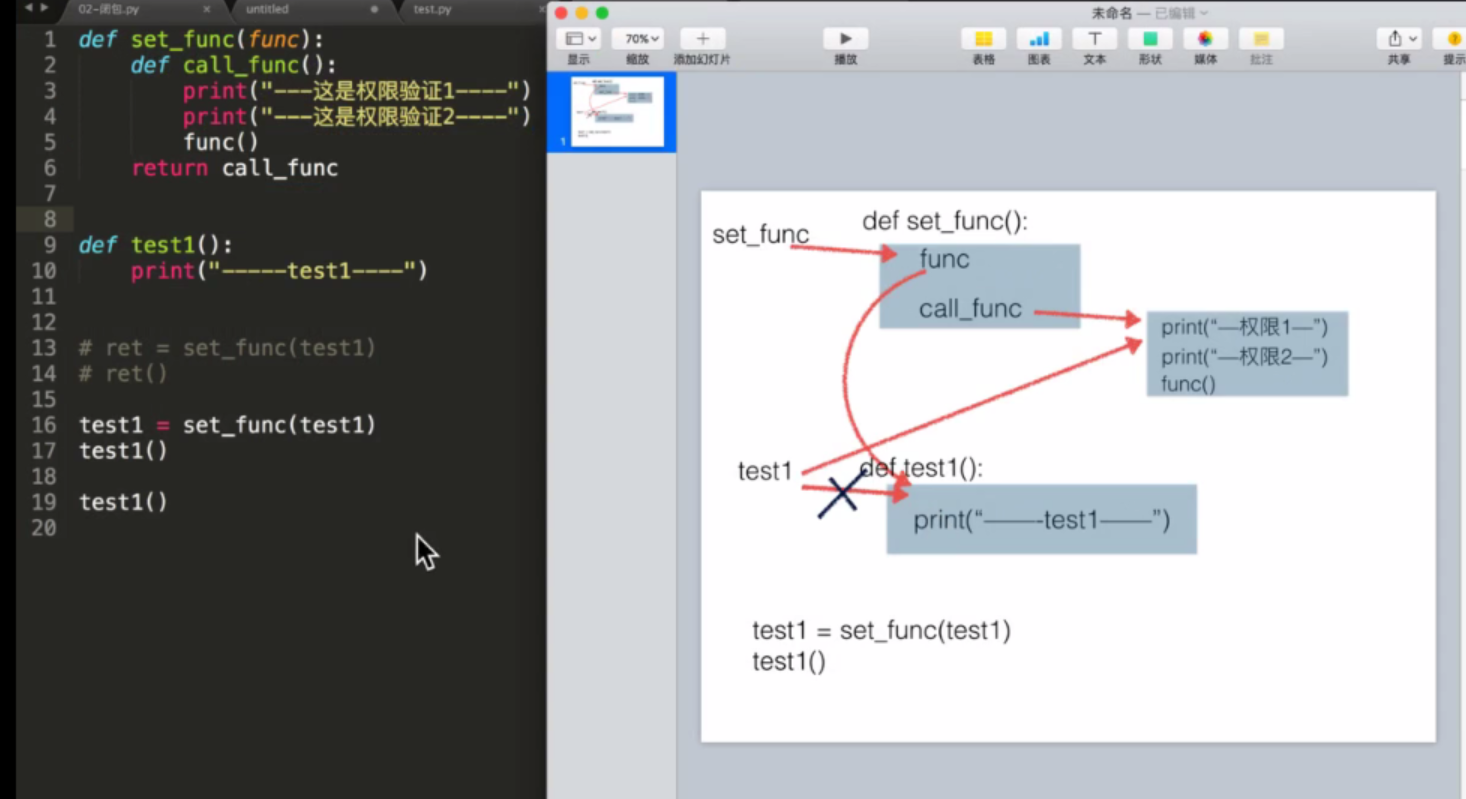 02-闭包.py
untitled
test.py
1 def set_func(func):
2 def call_func():
3 print("---这是权限验证1----")
4 print("---这是权限验证2----")
5 func()
6 return call_func
7
8
9 def test1():
10 print("-----test1----")
11
12
13 # ret = set_func(test1)
14 # ret()
15
16 test1 = set_func(test1)
17 test1()
18
19 test1()
20
未命名 — 已编辑
70%
显示
缩放
添加幻灯片
播放
表格
图表
文本
形状
媒体
批注
共享
提示
1
set_func
def set_func():
func
call_func
print("—权限1—")
print("—权限2—")
func()
test1
def test1():
print("——-test1——")
test1 = set_func(test1)
test1()